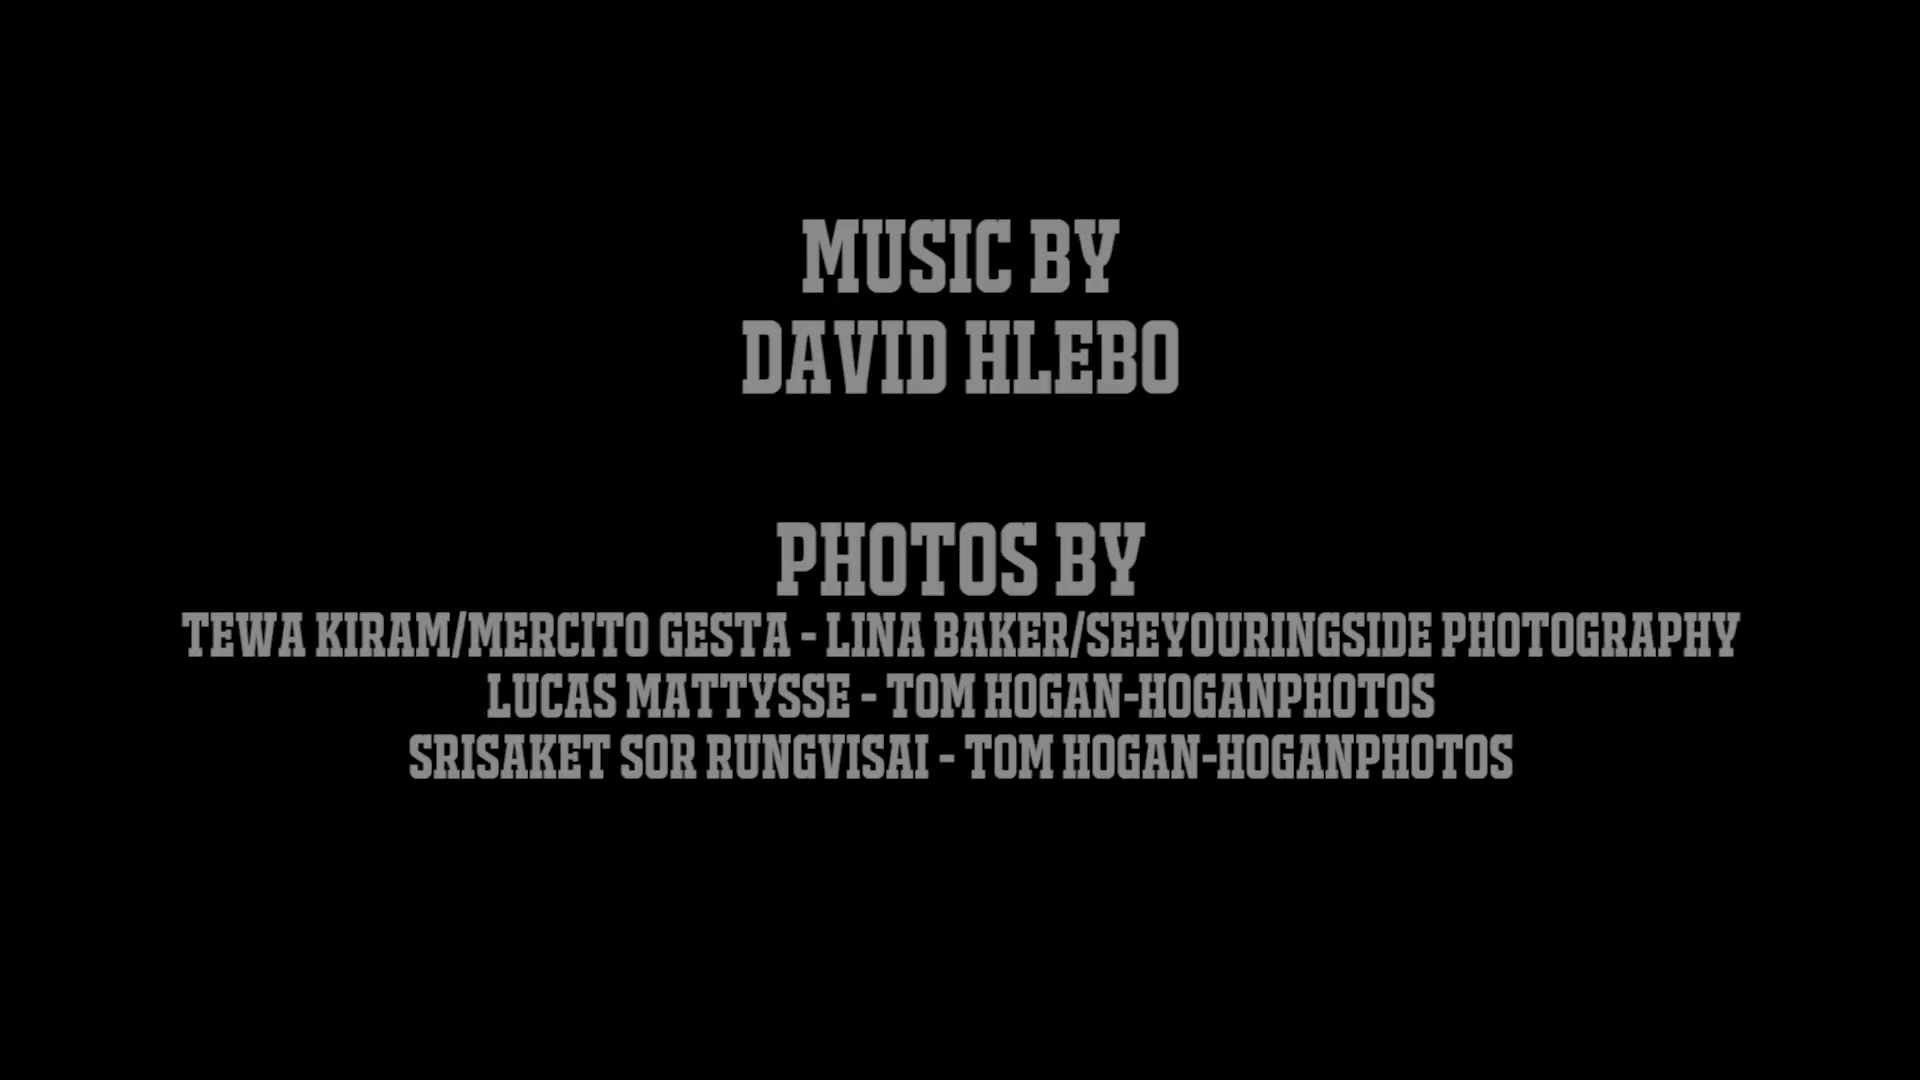 MUSIC BY
DAVID HLEBO
PHOTOS BY
TEWA KIRAM/MERCITO GESTA - LINA BAKER/SEEYOURINGSIDE PHOTOGRAPHY
LUCAS MATTYSSE - TOM HOGAN-HOGANPHOTOS
SRISAKET SOR RUNGVISAI - TOM HOGAN-HOGANPHOTOS